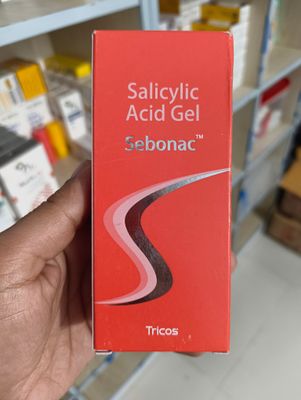 Salicylic
Acid Gel
Sebonac™
Tricos